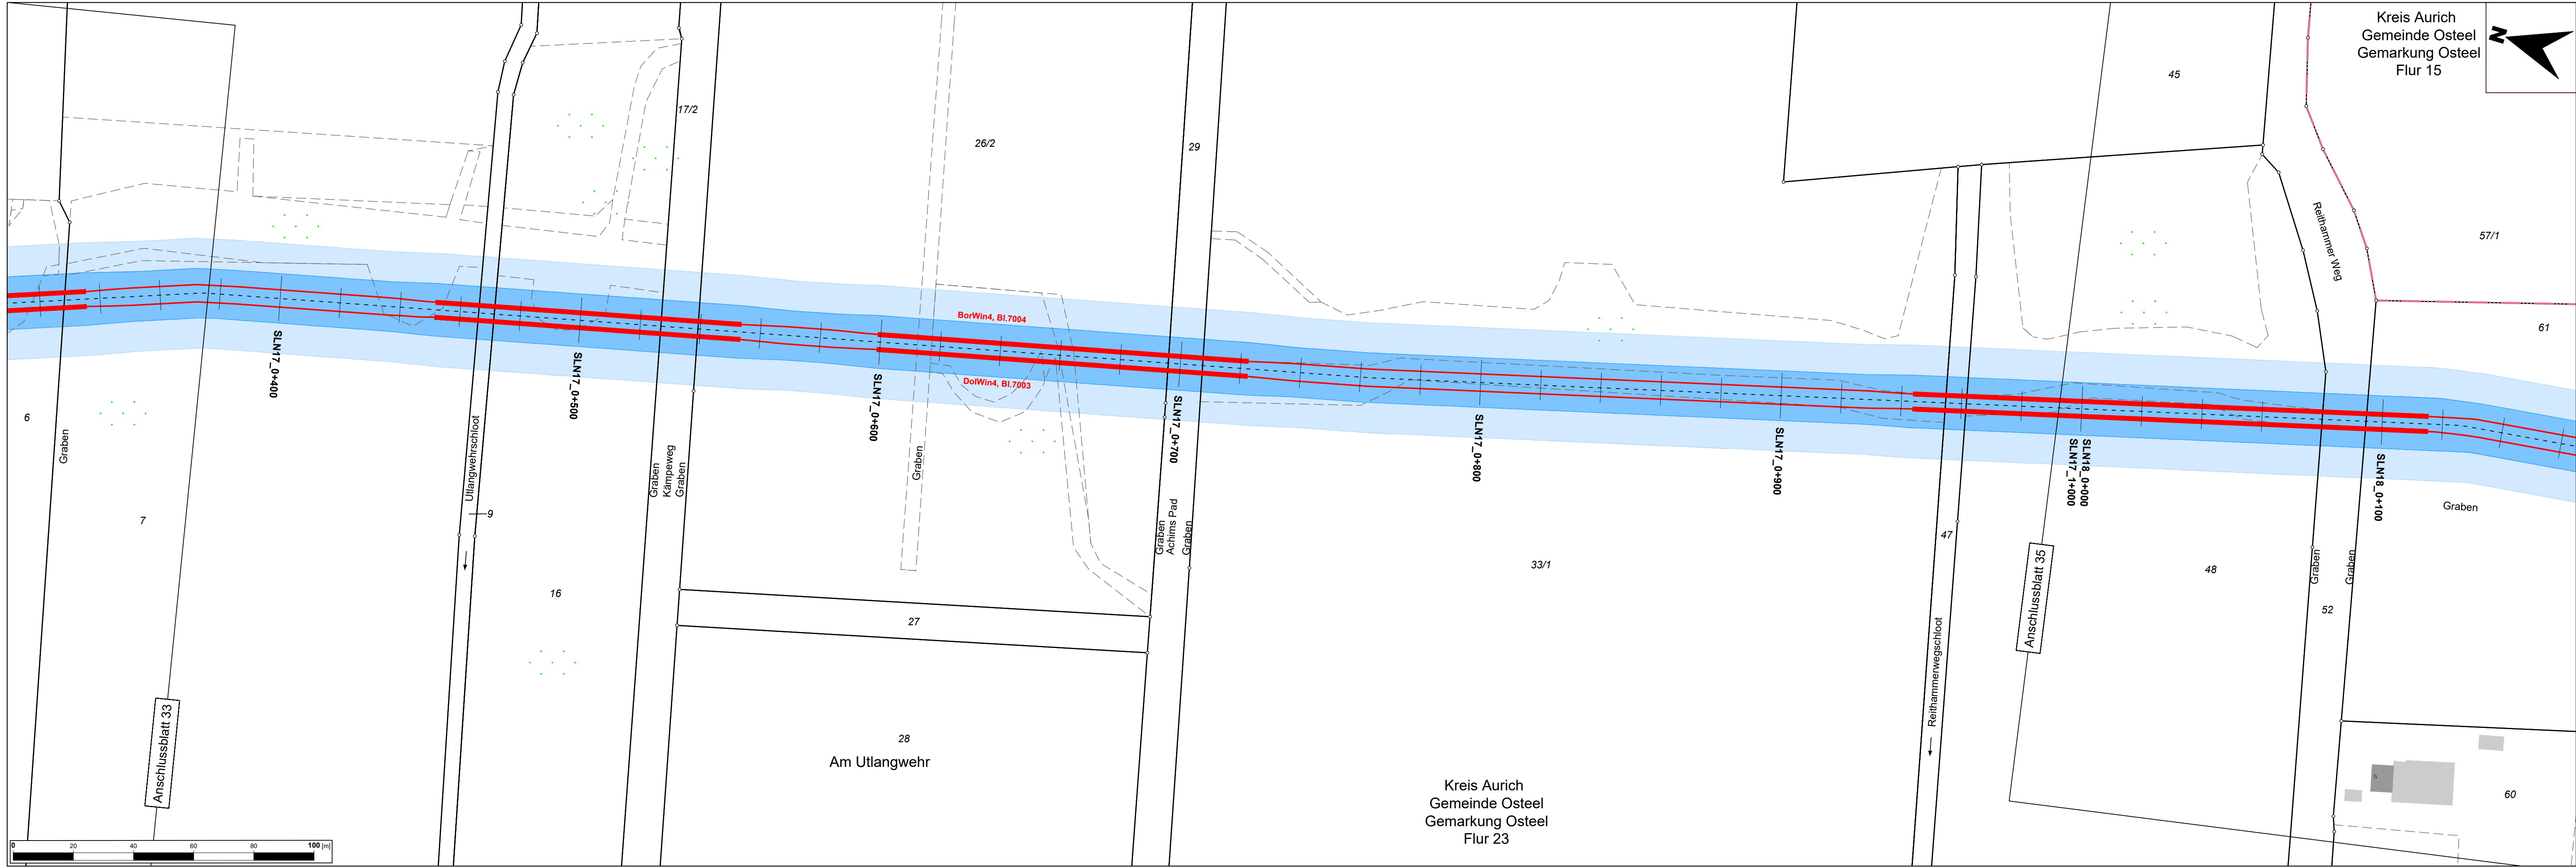 Kreis Aurich
Gemeinde Osteel
Gemarkung Osteel
Flur 15
N
45
17/2
26/2
29
57/1
Reithammer Weg
61
BorWin4, Bl.7004
DolWin4, Bl.7003
SLN17_0+400
SLN17_0+500
SLN17_0+600
SLN17_0+700
SLN17_0+800
SLN17_0+900
SLN17_1+000
SLN18_0+000
SLN18_0+100
6
Graben
7
Utlangwehrschloot
9
Graben
Kämpeweg
Graben
Graben
Graben
Achims Pad
Graben
Graben
16
33/1
47
48
Anschlussblatt 35
Graben
Graben
52
27
Reithammerwegschloot
Anschlussblatt 33
28
Am Utlangwehr
Kreis Aurich
Gemeinde Osteel
Gemarkung Osteel
Flur 23
60
0 20 40 60 80 100 [m]